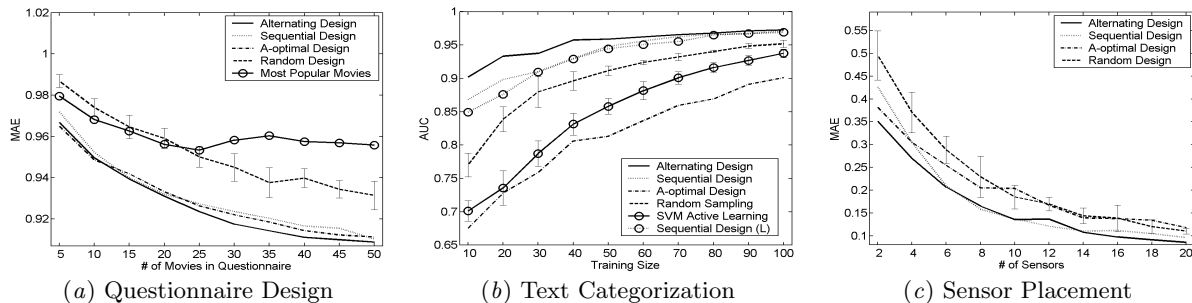 1.02
1
0.98
0.96
0.94
0.92
MAE
5 10 15 20 25 30 35 40 45 50
# of Movies in Questionnaire
Alternating Design
Sequential Design
A-optimal Design
Random Design
Most Popular Movies
(a) Questionnaire Design
1
0.95
0.9
0.85
0.8
0.75
0.7
0.65
AUC
10 20 30 40 50 60 70 80 90 100
Training Size
Alternating Design
Sequential Design
A-optimal Design
Random Sampling
SVM Active Learning
Sequential Design (L)
(b) Text Categorization
0.55
0.5
0.45
0.4
0.35
0.3
0.25
0.2
0.15
0.1
MAE
2 4 6 8 10 12 14 16 18 20
# of Sensors
Alternating Design
Sequential Design
A-optimal Design
Random Design
(c) Sensor Placement